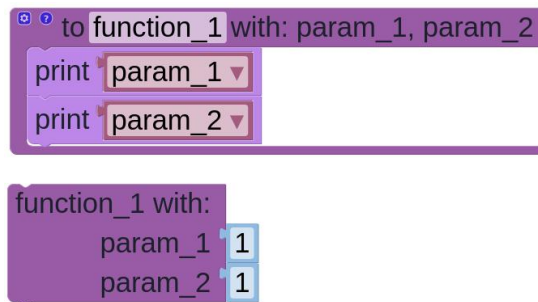 to function_1 with: param_1, param_2
print param_1
print param_2
function_1 with:
param_1 1
param_2 1